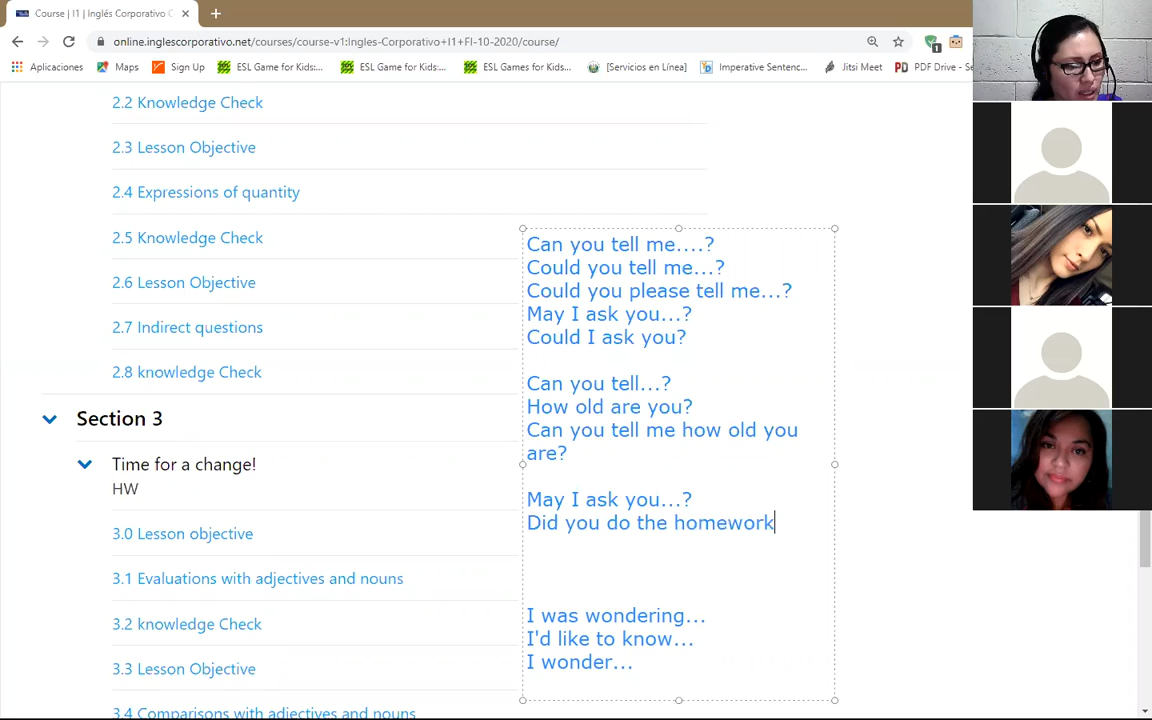 Course | I1 | Inglés Corporativo C
online.inglescorporativo.net/courses/course-v1:Ingles-Corporativo+I1+FI-10-2020/course/
1
Aplicaciones
Maps
Sign Up
ESL Game for Kids:...
ESL Game for Kids:...
ESL Games for Kids:...
[Servicios en Línea]
Imperative Sentenc...
Jitsi Meet
PD
PDF Drive - Se
2.2 Knowledge Check
2.3 Lesson Objective
2.4 Expressions of quantity
2.5 Knowledge Check
2.6 Lesson Objective
2.7 Indirect questions
2.8 knowledge Check
Section 3
Time for a change!
HW
3.0 Lesson objective
3.1 Evaluations with adjectives and nouns
3.2 knowledge Check
3.3 Lesson Objective
3.4 Comparisons with adjectives and nouns
Can you tell me....?
Could you tell me...?
Could you please tell me...?
May I ask you...?
Could I ask you?
Can you tell...?
How old are you?
Can you tell me how old you
are?
May I ask you...?
Did you do the homework
I was wondering...
I'd like to know...
I wonder...